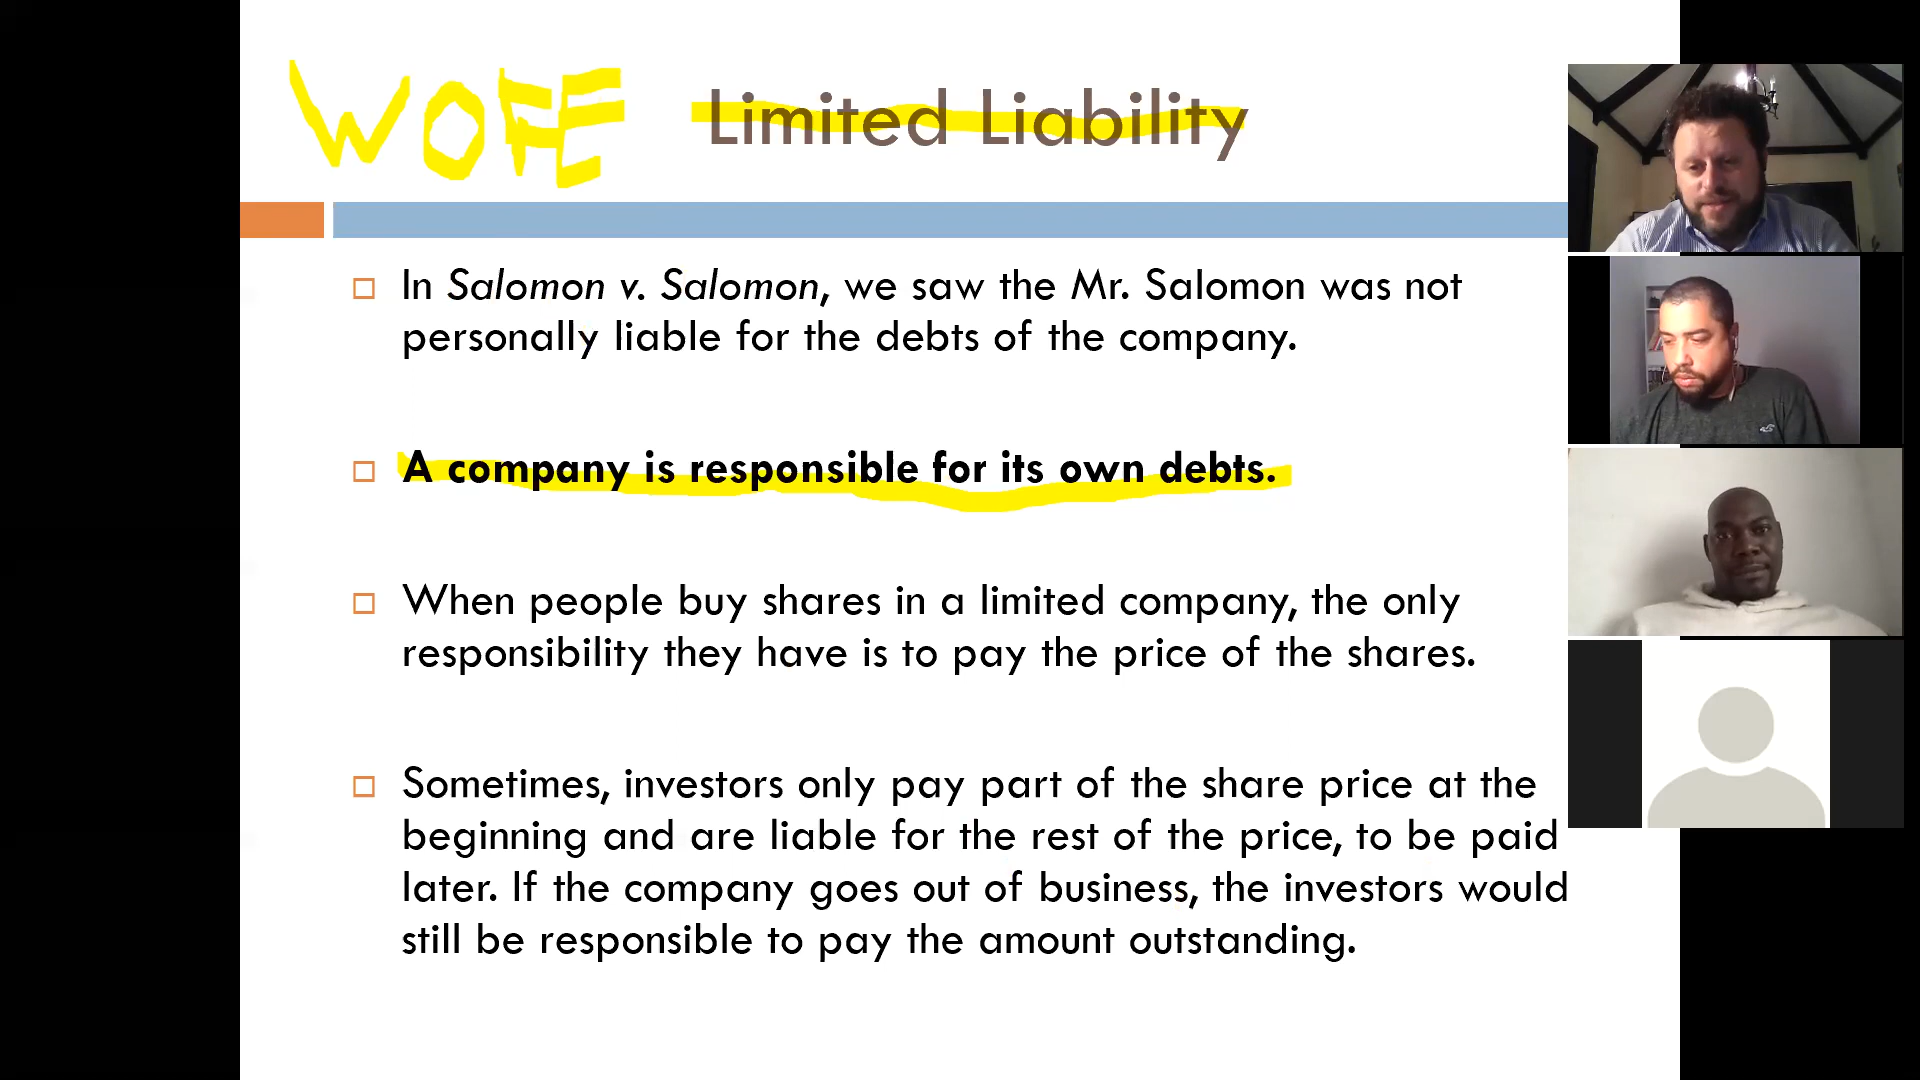 WOFE
Limited Liability
In Salomon v. Salomon, we saw the Mr. Salomon was not
personally liable for the debts of the company.
A company is responsible for its own debts.
When people buy shares in a limited company, the only
responsibility they have is to pay the price of the shares.
Sometimes, investors only pay part of the share price at the
beginning and are liable for the rest of the price, to be paid
later. If the company goes out of business, the investors would
still be responsible to pay the amount outstanding.